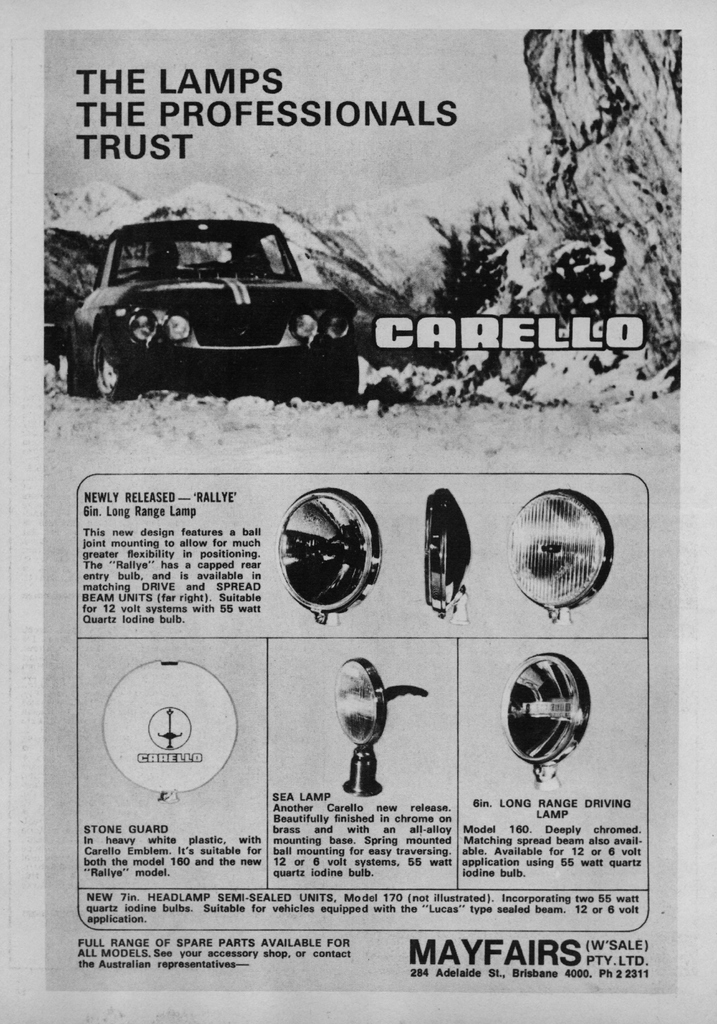 THE LAMPS
THE PROFESSIONALS
TRUST
CARELLO
NEWLY RELEASED — 'RALLYE'
6in. Long Range Lamp
This new design features a ball
joint mounting to allow for much
greater flexibility in positioning.
The "Rallye" has a capped rear
entry bulb, and is available in
matching DRIVE and SPREAD
BEAM UNITS (far right). Suitable
for 12 volt systems with 55 watt
Quartz Iodine bulb.
CARELLO
STONE GUARD
In heavy white plastic, with
Carello Emblem. It's suitable for
both the model 160 and the new
"Rallye" model.
SEA LAMP
Another Carello new release.
Beautifully finished in chrome on
brass and with an all-alloy
mounting base. Spring mounted
ball mounting for easy traversing.
12 or 6 volt systems, 55 watt
quartz iodine bulb.
6in. LONG RANGE DRIVING
LAMP
Model 160. Deeply chromed.
Matching spread beam also avail-
able. Available for 12 or 6 volt
application using 55 watt quartz
iodine bulb.
NEW 7in. HEADLAMP SEMI-SEALED UNITS, Model 170 (not illustrated). Incorporating two 55 watt
quartz iodine bulbs. Suitable for vehicles equipped with the "Lucas" type sealed beam. 12 or 6 volt
application.
FULL RANGE OF SPARE PARTS AVAILABLE FOR
ALL MODELS. See your accessory shop, or contact
the Australian representatives—
MAYFAIRS (W'SALE) PTY. LTD.
284 Adelaide St., Brisbane 4000. Ph 2 2311